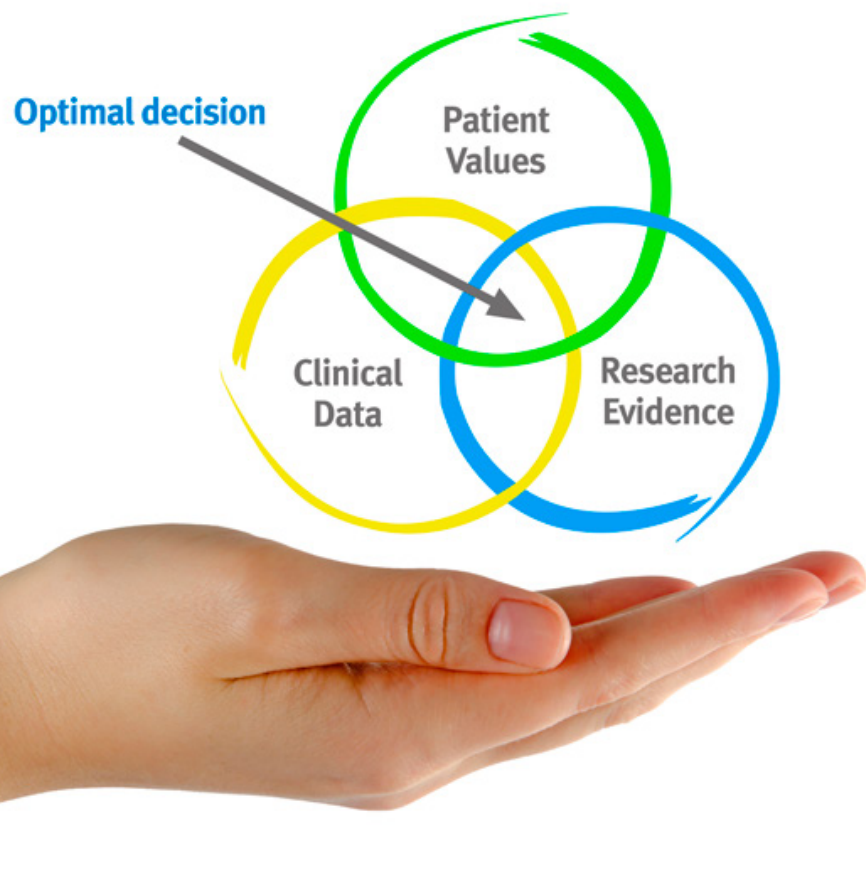 Optimal decision
Patient
Values
Clinical
Data
Research
Evidence